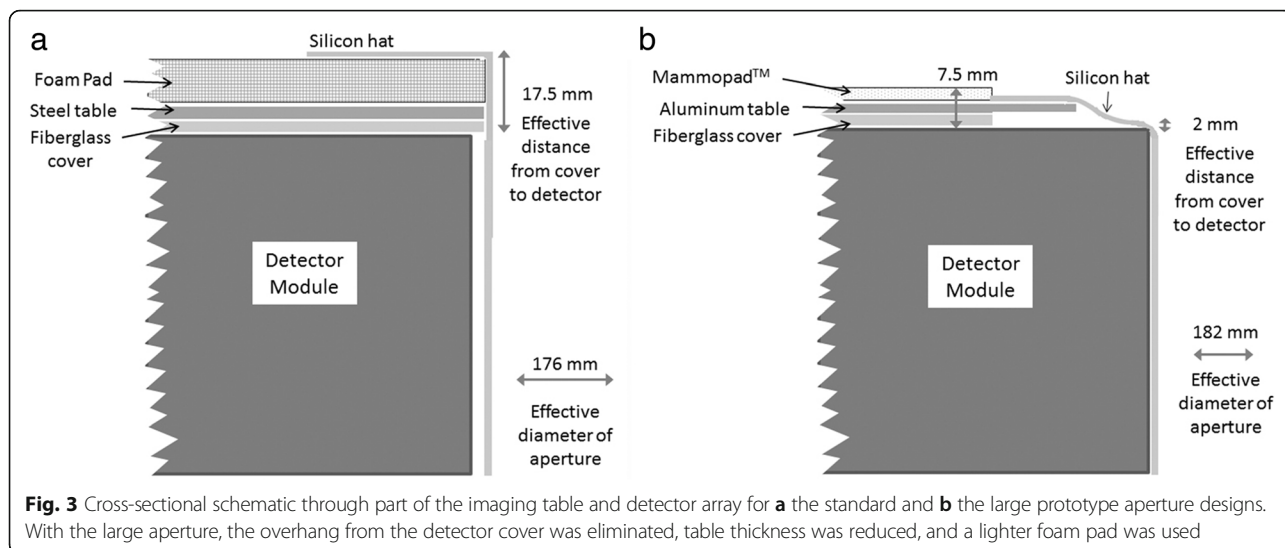 a
Silicon hat
Foam Pad
Steel table
Fiberglass
cover
17.5 mm
Effective
distance
from cover
to detector
Detector
Module
176 mm
Effective
diameter of
aperture
b
Mammopad™
7.5 mm
Silicon hat
Aluminum table
Fiberglass cover
2 mm
Effective
distance
from cover
to detector
Detector
Module
182 mm
Effective
diameter of
aperture
Fig. 3 Cross-sectional schematic through part of the imaging table and detector array for a the standard and b the large prototype aperture designs.
With the large aperture, the overhang from the detector cover was eliminated, table thickness was reduced, and a lighter foam pad was used